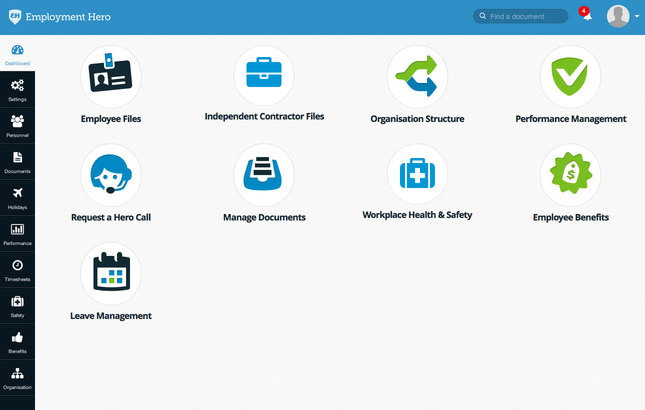 EH Employment Hero
Find a document
4
Dashboard
Settings
Personnel
Documents
Holidays
Performance
Timesheets
Safety
Benefits
Organisation
Employee Files
Independent Contractor Files
Organisation Structure
Performance Management
Request a Hero Call
Manage Documents
Workplace Health & Safety
Employee Benefits
$
Leave Management